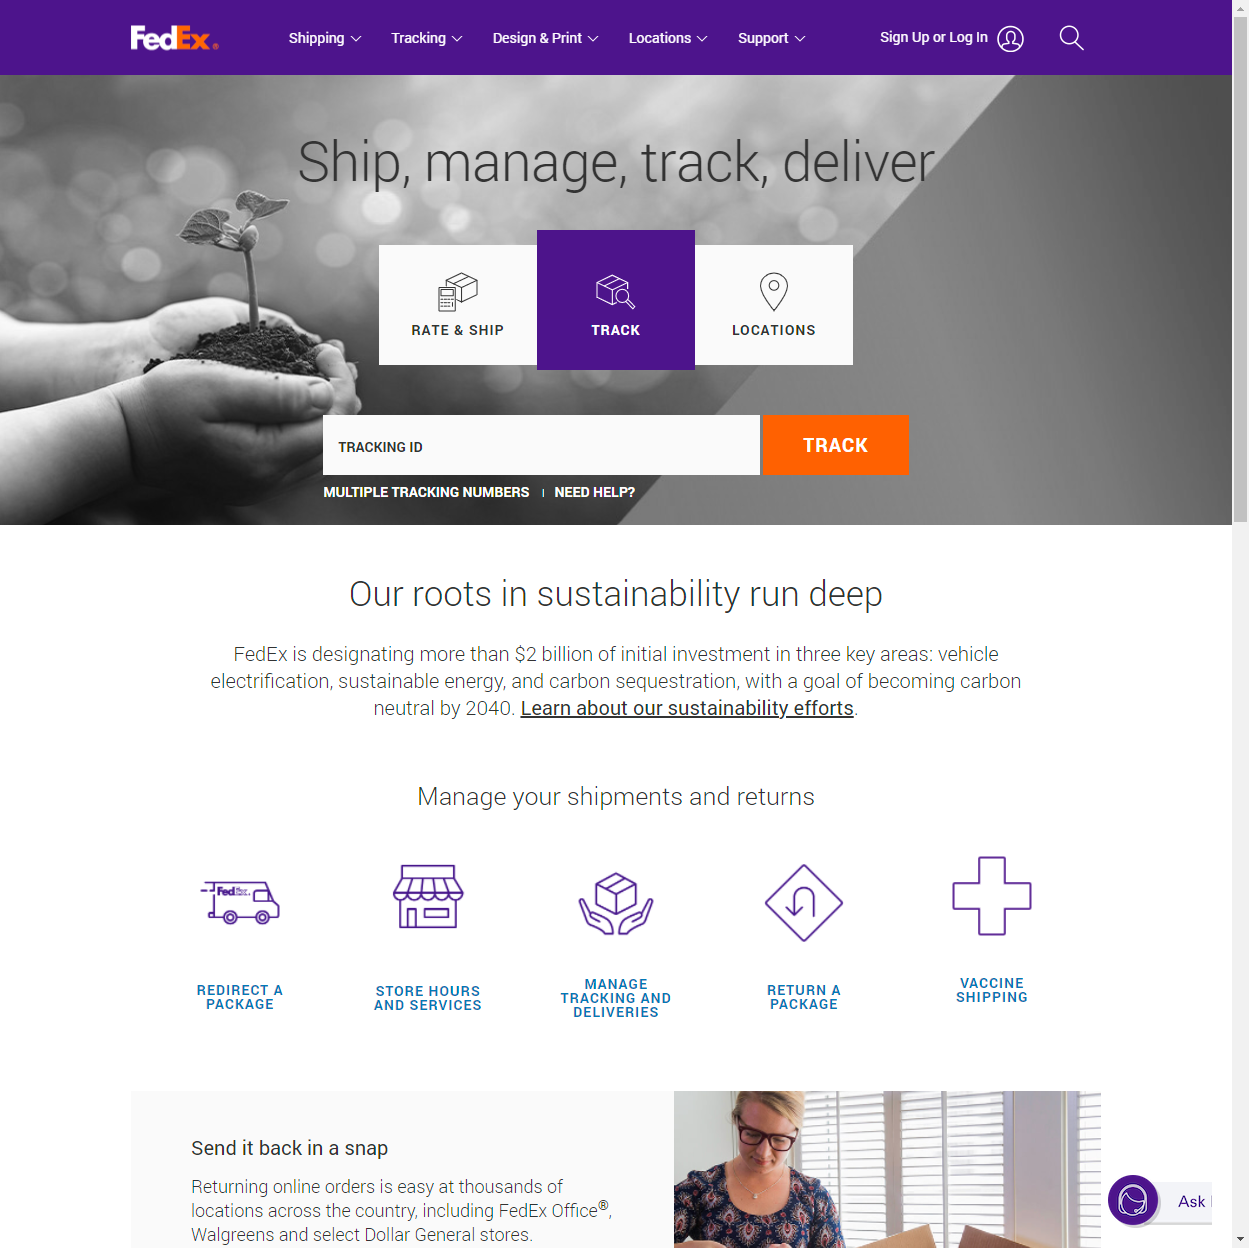 FedEx®
Shipping
Tracking
Design & Print
Locations
Support
Sign Up or Log In
Ship, manage, track, deliver
RATE & SHIP
TRACK
LOCATIONS
TRACKING ID
TRACK
MULTIPLE TRACKING NUMBERS
NEED HELP?
Our roots in sustainability run deep
FedEx is designating more than $2 billion of initial investment in three key areas: vehicle
electrification, sustainable energy, and carbon sequestration, with a goal of becoming carbon
neutral by 2040. Learn about our sustainability efforts.
Manage your shipments and returns
FedEx
REDIRECT A
PACKAGE
STORE HOURS
AND SERVICES
MANAGE
TRACKING AND
DELIVERIES
RETURN A
PACKAGE
VACCINE
SHIPPING
Send it back in a snap
Returning online orders is easy at thousands of
locations across the country, including FedEx Office®,
Walgreens and select Dollar General stores.
Ask